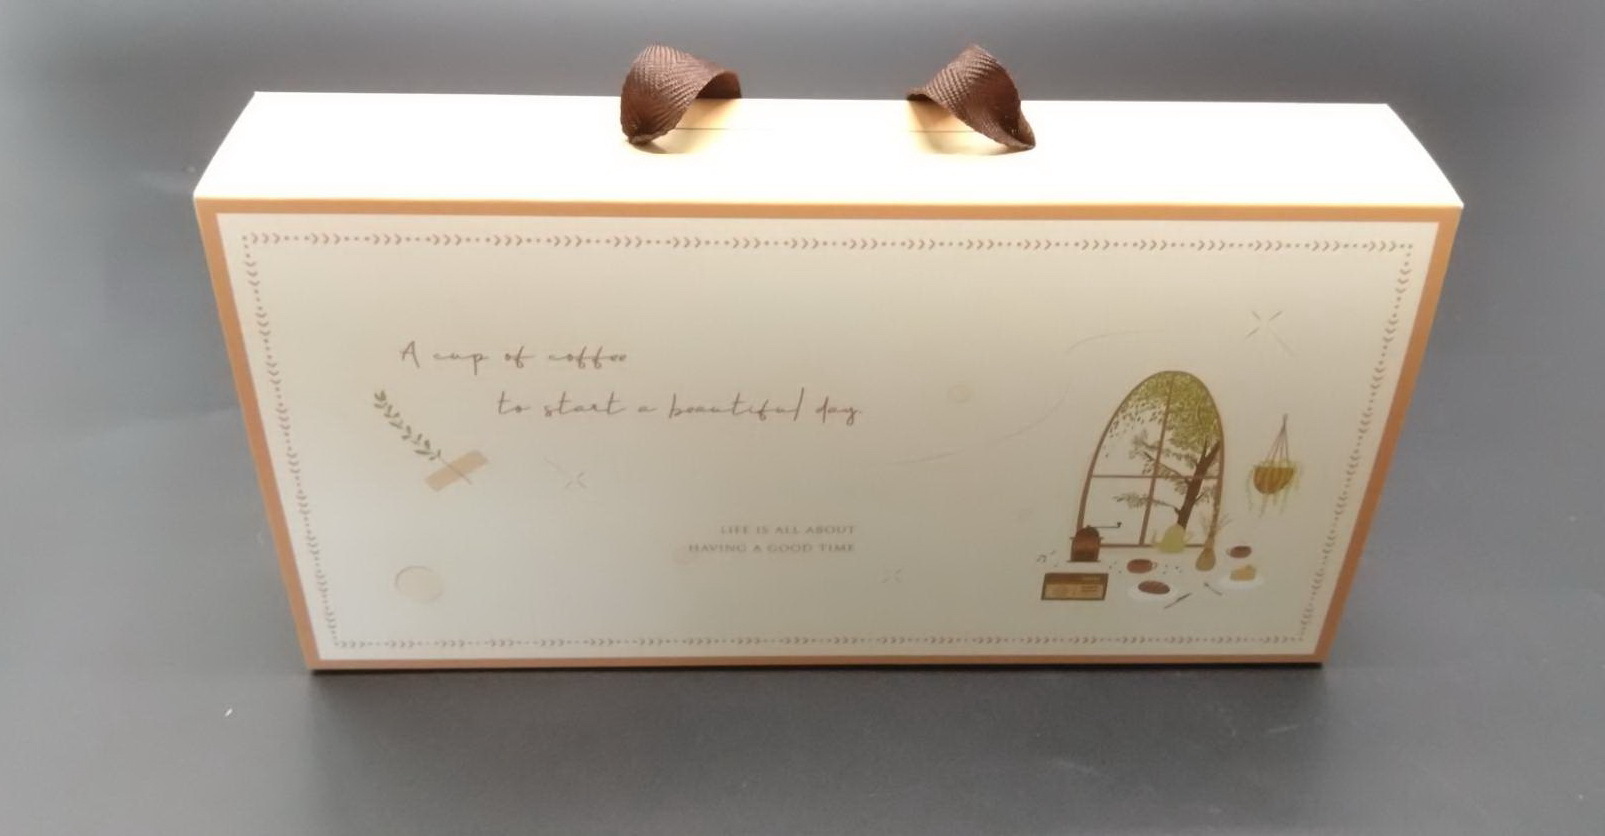 A cup of coffee
to start a beautiful day.
LIFE IS ALL ABOUT
HAVING A GOOD TIME